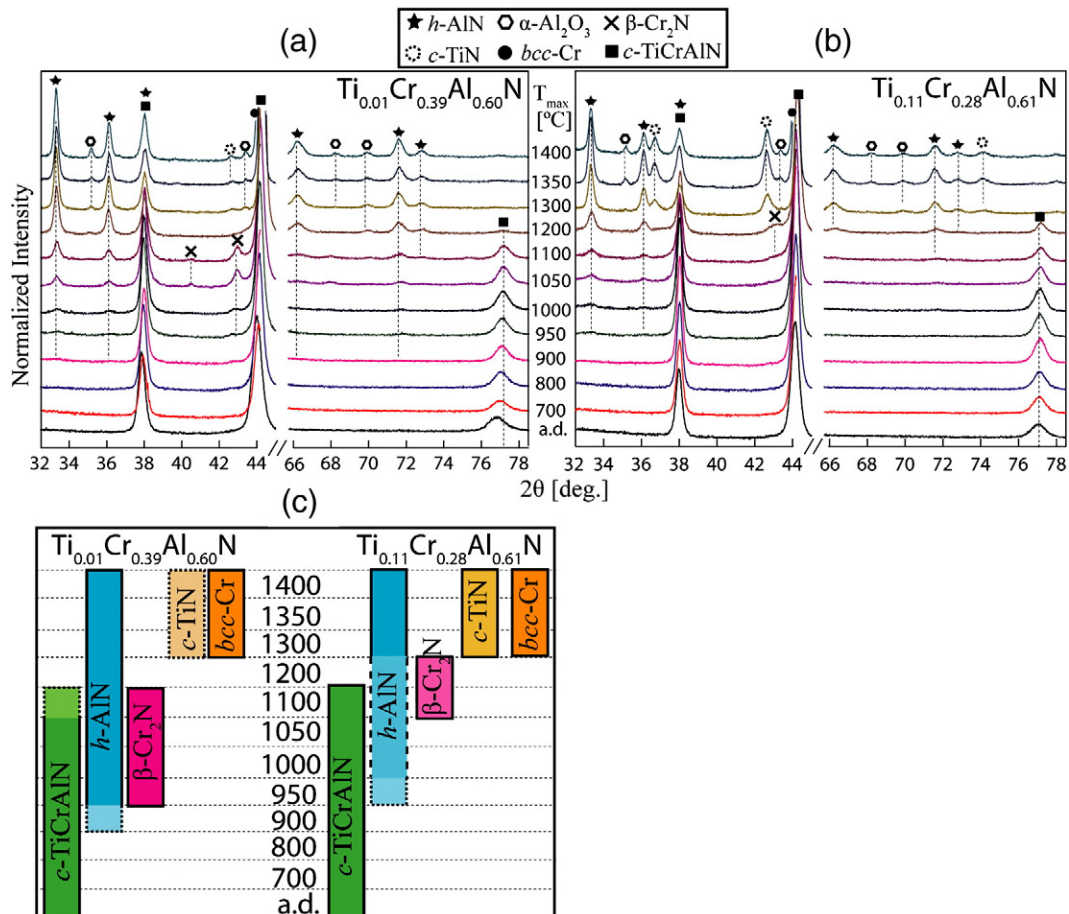 h-AlN α-Al2O3 β-Cr2N
c-TiN bcc-Cr c-TiCrAlN
(a)
(b)
Ti0.01Cr0.39Al0.60N
Tmax
[ºC]
Ti0.11Cr0.28Al0.61N
1400
1350
1300
1200
1100
1050
1000
950
900
800
700
a.d.
Normalized Intensity
32 34 36 38 40 42 44 66 68 70 72 74 76 78
32 34 36 38 40 42 44 66 68 70 72 74 76 78
2θ [deg.]
(c)
Ti0.01Cr0.39Al0.60N
Ti0.11Cr0.28Al0.61N
c-TiCrAlN
h-AlN
β-Cr2N
c-TiN
bcc-Cr
1400
1350
1300
1200
1100
1050
1000
950
900
800
700
a.d.
c-TiCrAlN
h-AlN
β-Cr2N
c-TiN
bcc-Cr